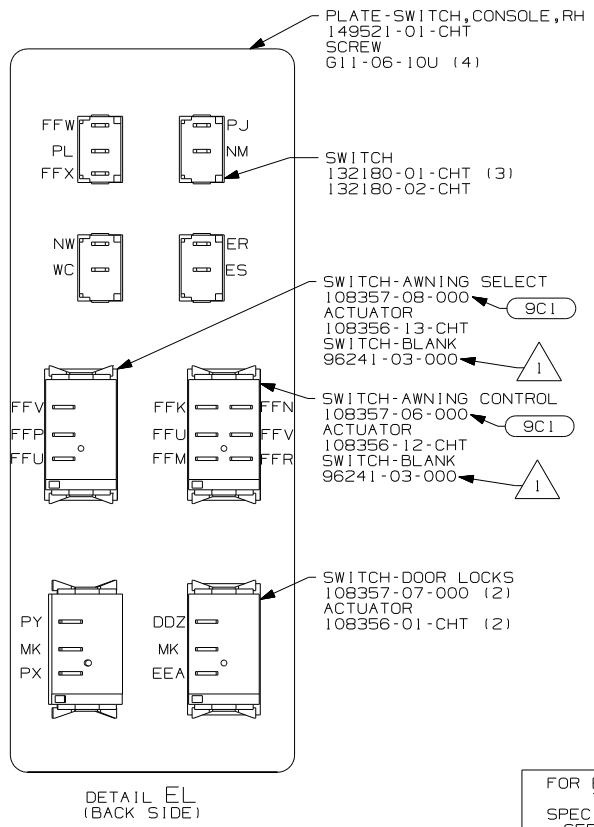 PLATE-SWITCH,CONSOLE,RH
149521-01-CHT
SCREW
G11-06-10U (4)
FFW
PL
FFX
PJ
NM
SWITCH
132180-01-CHT (3)
132180-02-CHT
NW
WC
ER
ES
SWITCH-AWNING SELECT
108357-08-000
9C1
ACTUATOR
108356-13-CHT
SWITCH-BLANK
96241-03-000
1
FFV
FFP
FFU
FFK
FFU
FFM
FFN
FFV
FFR
SWITCH-AWNING CONTROL
108357-06-000
9C1
ACTUATOR
108356-12-CHT
SWITCH-BLANK
96241-03-000
1
SWITCH-DOOR LOCKS
108357-07-000 (2)
ACTUATOR
108356-01-CHT (2)
PY
MK
PX
DDZ
MK
EEA
DETAIL EL
(BACK SIDE)
FOR
SPEC